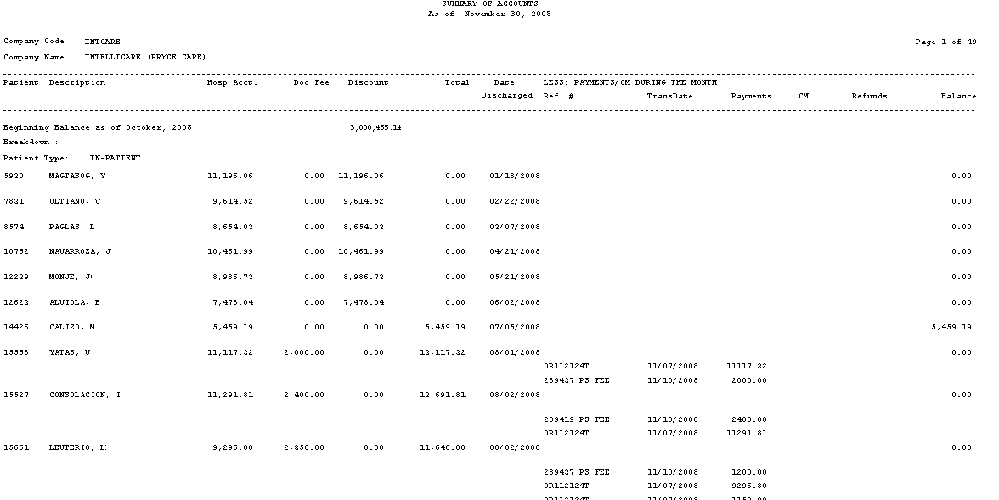 SUMMARY OF ACCOUNTS
As of November 30, 2008
Company Code INTCARE Page 1 of 49
Company Name INTELLICARE (PRYCE CARE)
Patient Description Hosp Acct. Doc Fee Discount Total Date LESS: PAYMENTS/CM DURING THE MONTH
Discharged Ref. # TransDate Payments CM Refunds Balance
Beginning Balance as of October, 2008 3,000,465.14
Breakdown :
Patient Type: IN-PATIENT
5930 MAGTABOG, Y 11,196.06 0.00 11,196.06 0.00 01/18/2008 0.00
7831 ULTIANO, V 9,614.52 0.00 9,614.52 0.00 02/22/2008 0.00
8574 PAGLAS, L 8,654.03 0.00 8,654.03 0.00 03/07/2008 0.00
10752 NAVARROZA, J 10,461.99 0.00 10,461.99 0.00 04/21/2008 0.00
12239 MONJE, J 8,986.73 0.00 8,986.73 0.00 05/21/2008 0.00
12623 ALVIOLA, B 7,478.04 0.00 7,478.04 0.00 06/02/2008 0.00
14426 CALIZO, M 5,459.19 0.00 0.00 5,459.19 07/05/2008 5,459.19
15558 YATAS, V 11,117.32 2,000.00 0.00 13,117.32 08/01/2008 0.00
OR112124T 11/07/2008 11117.32
289437 PS FEE 11/10/2008 2000.00
15527 CONSOLACION, I 11,291.81 2,400.00 0.00 13,691.81 08/02/2008 0.00
289419 PS FEE 11/10/2008 2400.00
OR112124T 11/07/2008 11291.81
15661 LEUTERIO, L 9,296.80 2,350.00 0.00 11,646.80 08/02/2008 0.00
289437 PS FEE 11/10/2008 1200.00
OR112124T 11/07/2008 9296.80
OR112124T 11/07/2008 1150.00